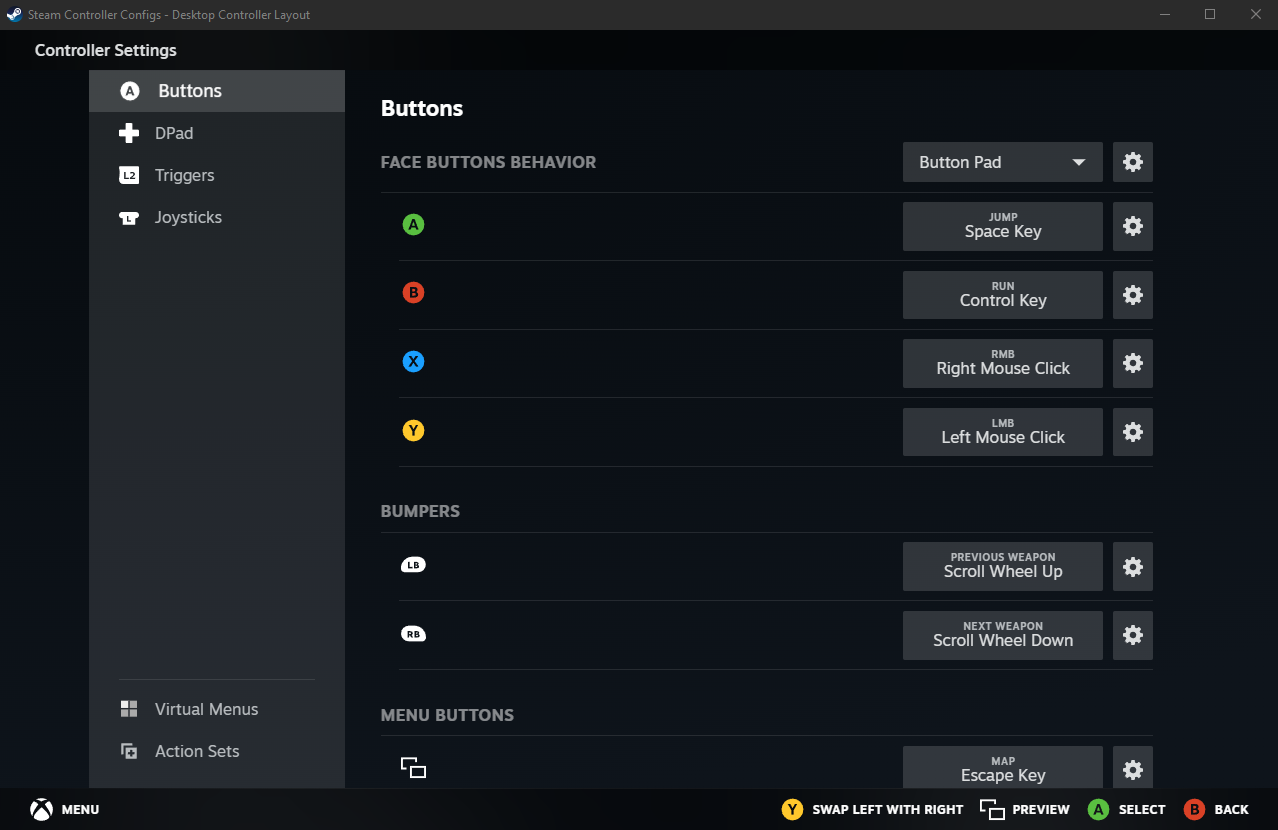 Steam Controller Configs - Desktop Controller Layout
Controller Settings
A Buttons
DPad
L2 Triggers
L Joysticks
Virtual Menus
Action Sets
Buttons
FACE BUTTONS BEHAVIOR
Button Pad
A
JUMP
Space Key
B
RUN
Control Key
X
RMB
Right Mouse Click
Y
LMB
Left Mouse Click
BUMPERS
LB
PREVIOUS WEAPON
Scroll Wheel Up
RB
NEXT WEAPON
Scroll Wheel Down
MENU BUTTONS
MAP
Escape Key
MENU
Y SWAP LEFT WITH RIGHT
PREVIEW
A SELECT
B BACK